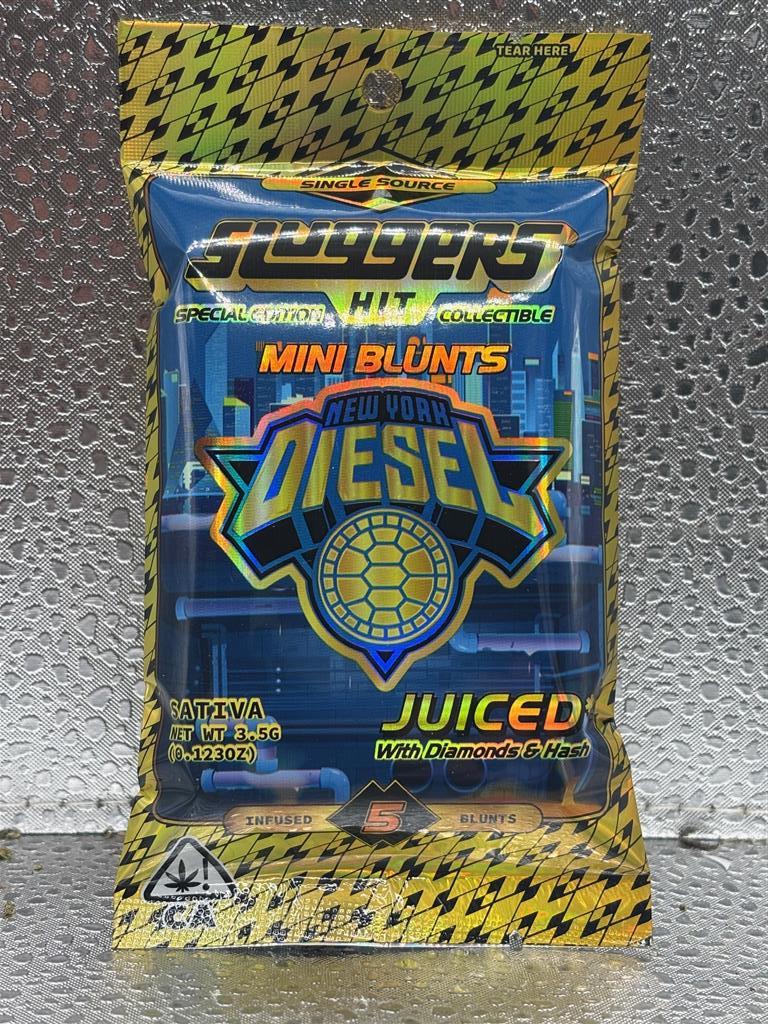 TEAR HERE
SINGLE SOURCE
SLUGGERS
HIT
SPECIAL EDITION COLLECTIBLE
MINI BLUNTS
NEW YORK
DIESEL
SATIVA
NET WT 3.5G
(0.123OZ)
JUICED*
With Diamonds & Hash
INFUSED 5 BLUNTS
!
CA